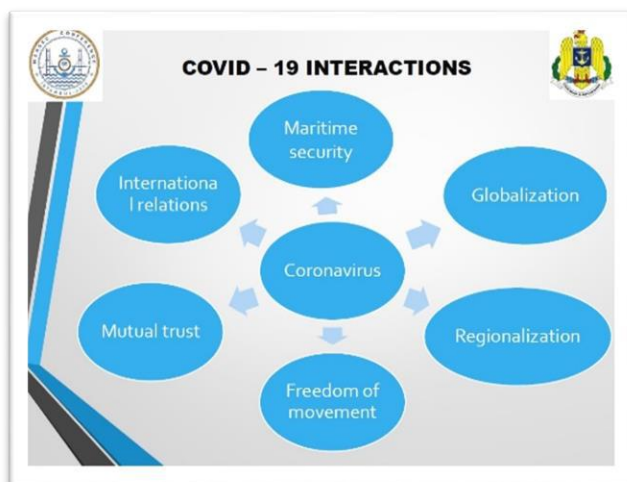 COVID – 19 INTERACTIONS
Maritime
security
Internationa
l relations
Globalization
Coronavirus
Mutual trust
Regionalization
Freedom of
movement